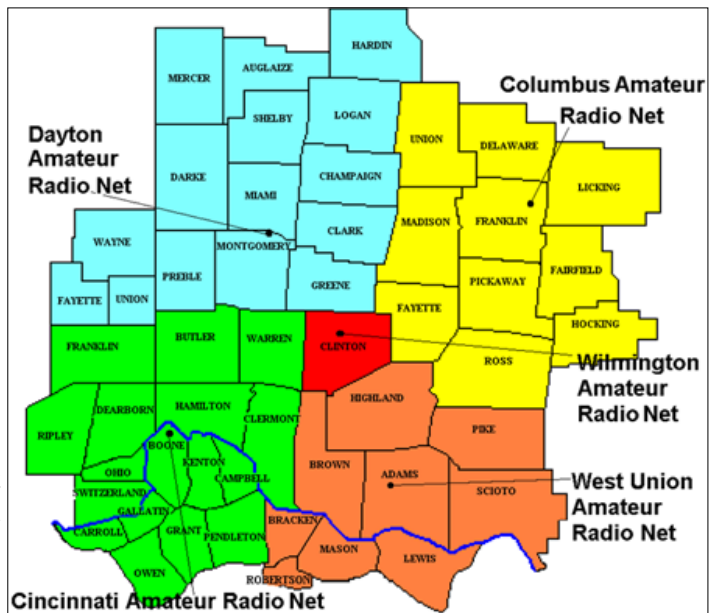 HARDIN
MERCER
AUGLAIZE
Columbus Amateur
Radio Net
SHELBY
LOGAN
Dayton
Amateur
Radio Net
UNION
DELAWARE
DARKE
CHAMPAIGN
LICKING
MIAMI
MADISON
FRANKLIN
WAYNE
MONTGOMERY
CLARK
PREBLE
GREENE
PICKAWAY
FAIRFIELD
FAYETTE
UNION
FAYETTE
HOCKING
FRANKLIN
BUTLER
WARREN
CLINTON
ROSS
Wilmington
Amateur
Radio Net
HIGHLAND
DEARBORN
HAMILTON
CLERMONT
RIPLEY
PIKE
BOONE
KENTON
BROWN
ADAMS
OHIO
CAMPBELL
SCIOTO
West Union
Amateur
Radio Net
SWITZERLAND
GALLATIN
BRACKEN
CARROLL
GRANT
PENDLETON
MASON
LEWIS
OWEN
ROBERTSON
Cincinnati Amateur Radio Net